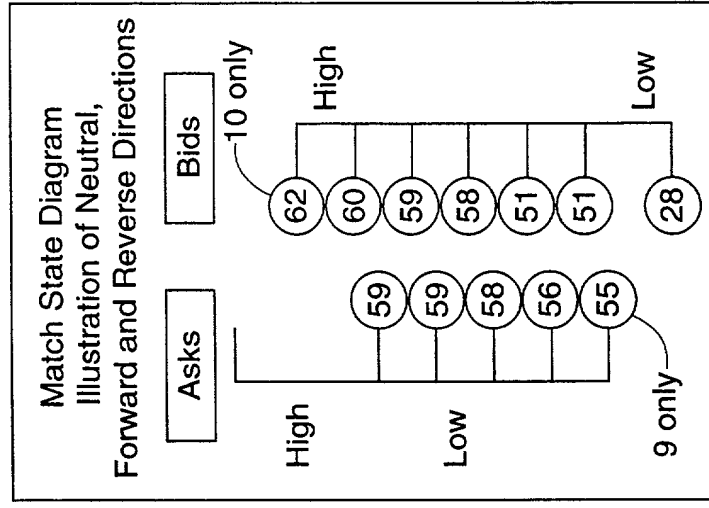 Match State Diagram
Illustration of Neutral,
Forward and Reverse Directions
Asks
Bids
10 only
High
High
62
60
59
59
59
58
58
56
51
55
51
Low
28
Low
9 only